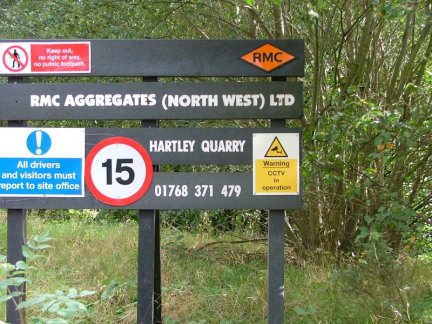 Keep out,
no right of way,
no public footpath
RMC
RMC AGGREGATES (NORTH WEST) LTD
All drivers
and visitors must
report to site office
15
HARTLEY QUARRY
01768 371 479
Warning
CCTV
in
operation